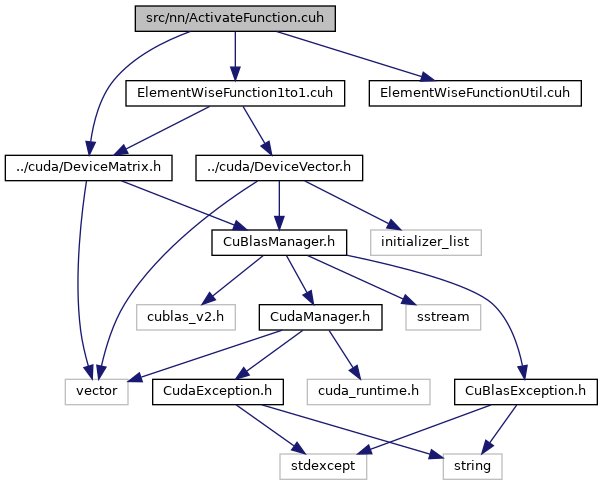 src/nn/ActivateFunction.cuh
ElementWiseFunction1to1.cuh
ElementWiseFunctionUtil.cuh
../cuda/DeviceMatrix.h
../cuda/DeviceVector.h
CuBlasManager.h
initializer_list
cublas_v2.h
CudaManager.h
sstream
vector
CudaException.h
cuda_runtime.h
CuBlasException.h
stdexcept
string